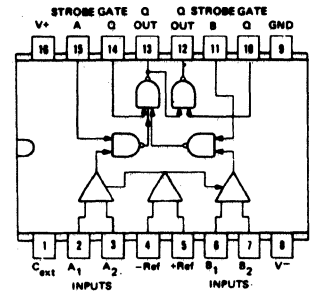 STROBE GATE Q Q STROBE GATE
V+ A Q OUT OUT B Q GND
16 15 14 13 12 11 10 9
1 2 3 4 5 6 7 8
Cext A1 A2 -Ref +Ref B1 B2 V-
INPUTS INPUTS